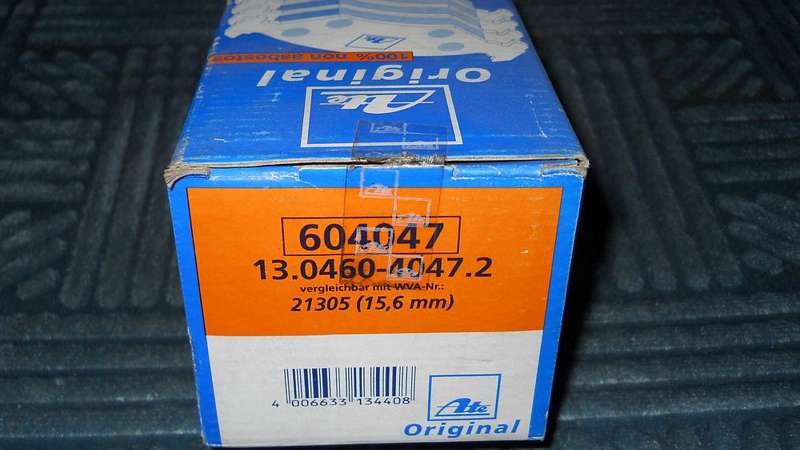 100% non asbestos
Original
Ate
604047
13.0460-4047.2
vergleichbar mit WVA-Nr.:
21305 (15,6 mm)
4 006633 134408
Ate
Original